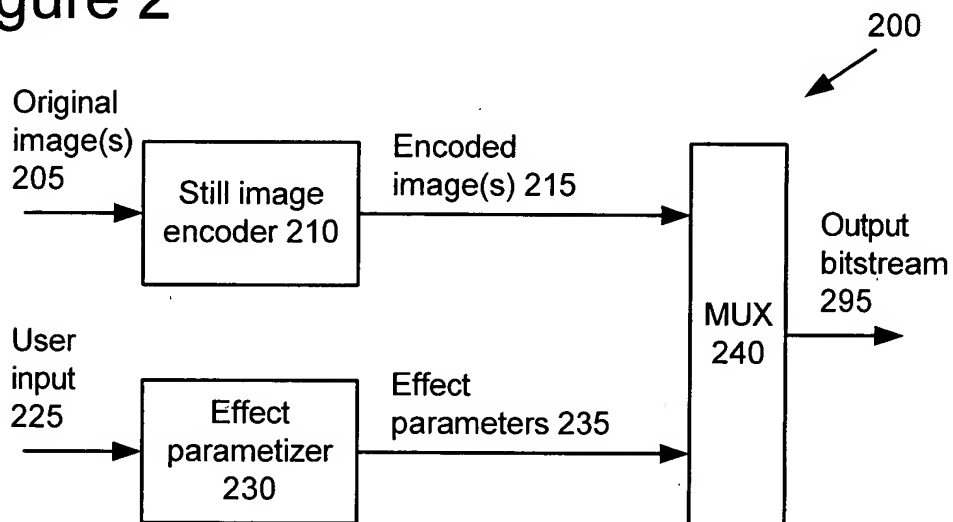 gure 2
200
Original
image(s)
205
Still image
encoder 210
Encoded
image(s) 215
Output
bitstream
295
MUX
240
User
input
225
Effect
parametizer
230
Effect
parameters 235